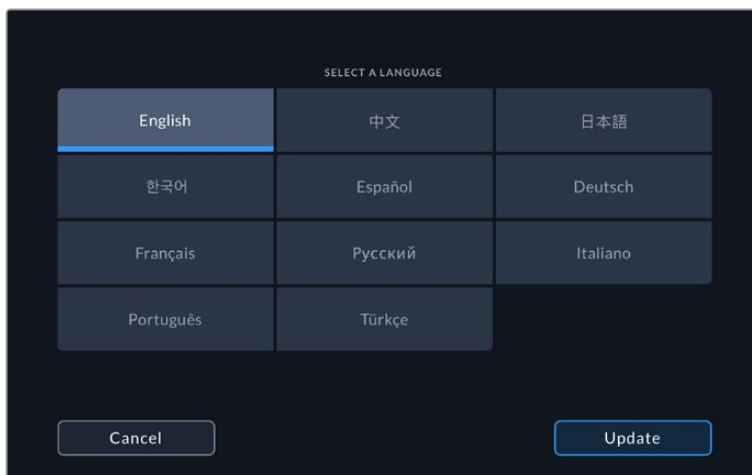 SELECT A LANGUAGE
English 中文 日本語
한국어 Español Deutsch
Français Русский Italiano
Português Türkçe
Cancel Update